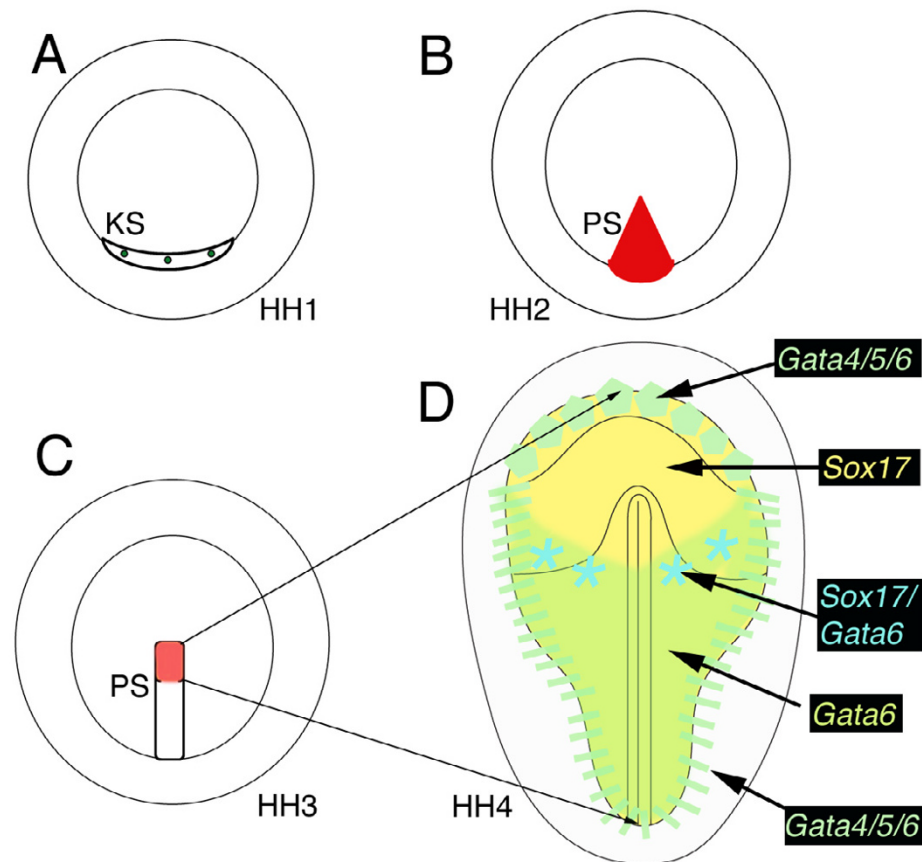 A
KS
HH1
B
PS
HH2
C
PS
HH3
D
HH4
Gata4/5/6
Sox17
Sox17/
Gata6
Gata6
Gata4/5/6